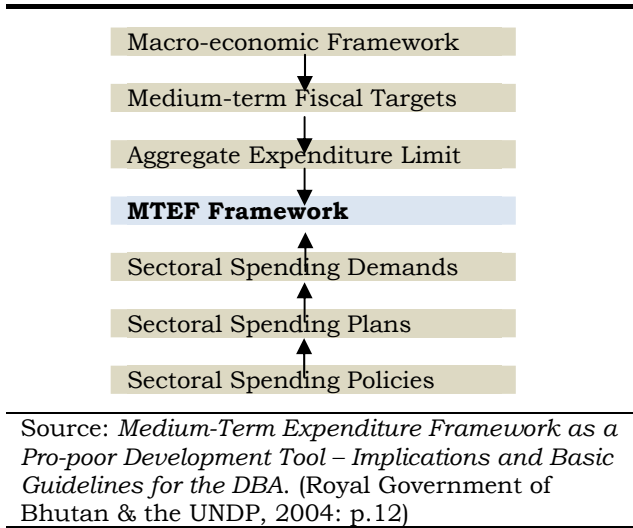 Macro-economic Framework
Medium-term Fiscal Targets
Aggregate Expenditure Limit
MTEF Framework
Sectoral Spending Demands
Sectoral Spending Plans
Sectoral Spending Policies
Source: Medium-Term Expenditure Framework as a
Pro-poor Development Tool – Implications and Basic
Guidelines for the DBA. (Royal Government of
Bhutan & the UNDP, 2004: p.12)